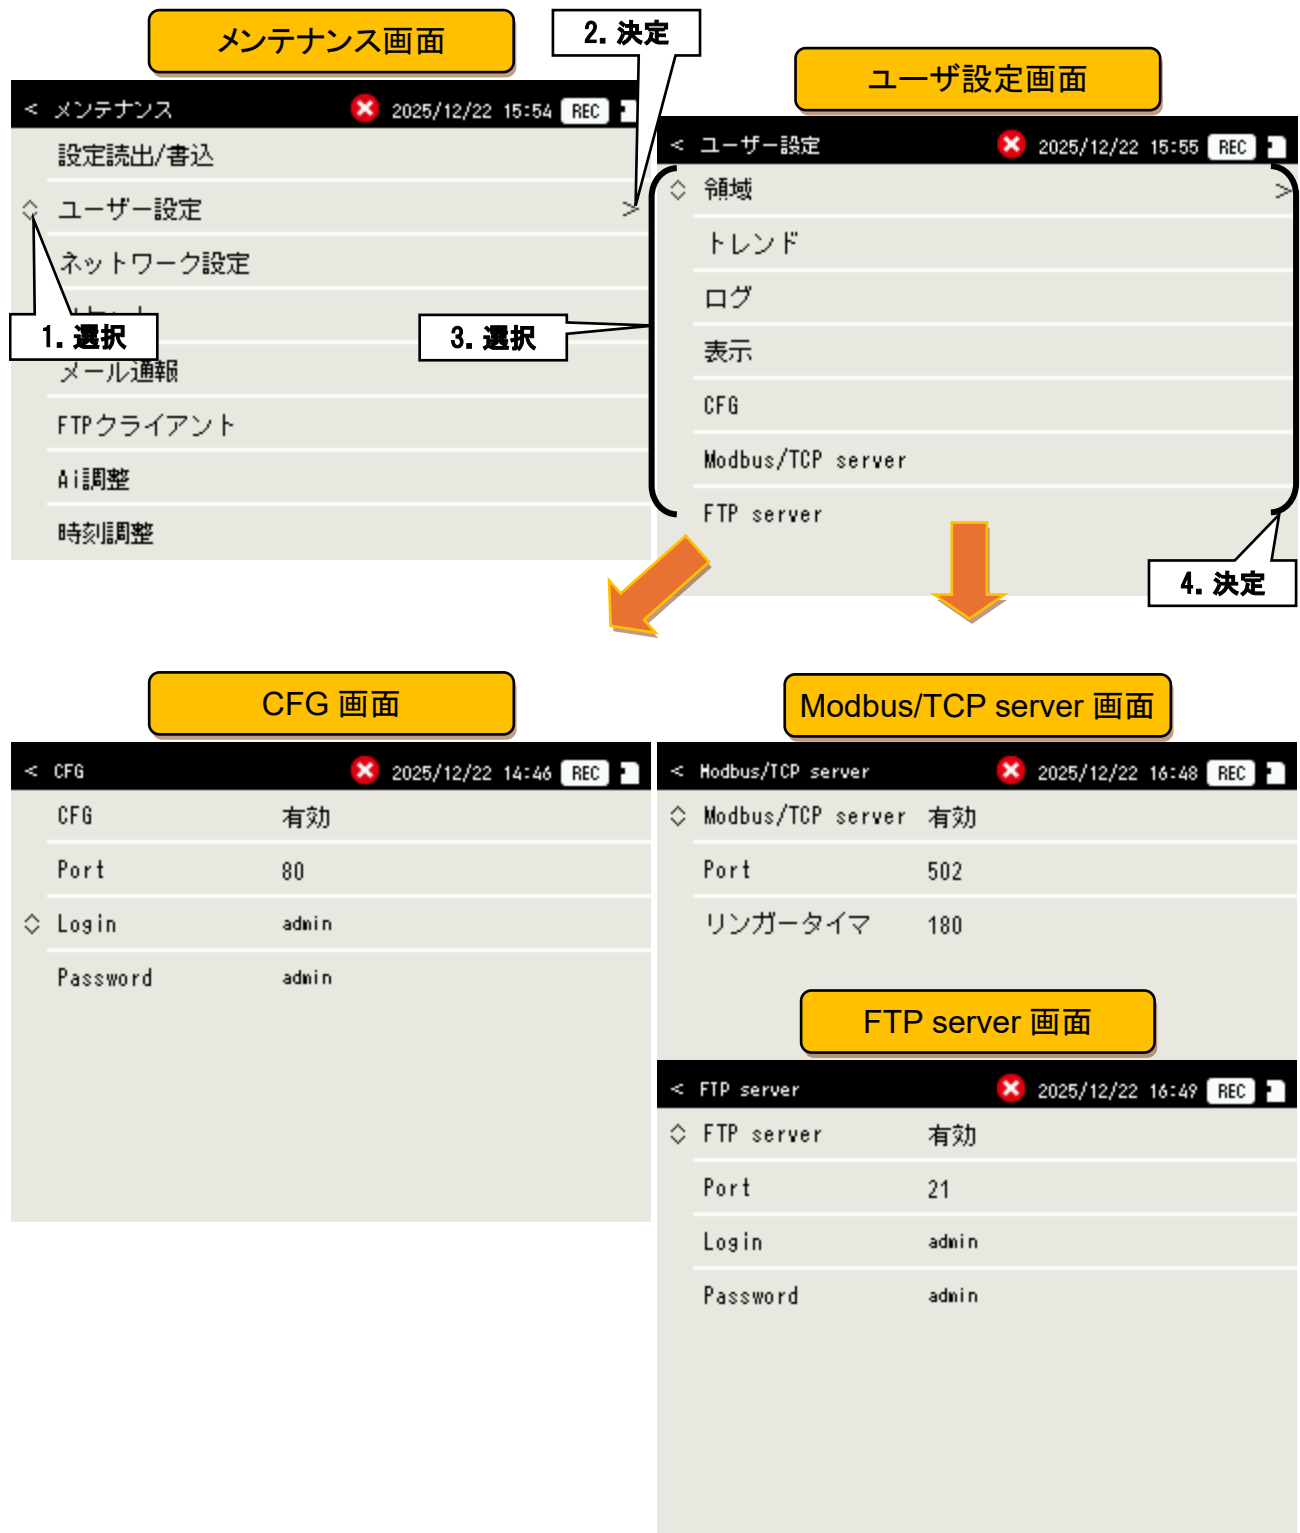 メンテナンス画面
2. 決定
< メンテナンス 2025/12/22 15:54 REC
設定読出/書込
ユーザー設定 >
ネットワーク設定
1. 選択
メール通報
FTPクライアント
Ai調整
時刻調整
ユーザ設定画面
< ユーザー設定 2025/12/22 15:55 REC
領域 >
トレンド
ログ
3. 選択
表示
CFG
Modbus/TCP server
FTP server
4. 決定
CFG 画面
< CFG 2025/12/22 14:46 REC
CFG 有効
Port 80
Login admin
Password admin
Modbus/TCP server 画面
< Modbus/TCP server 2025/12/22 16:48 REC
Modbus/TCP server 有効
Port 502
リンガータイマ 180
FTP server 画面
< FTP server 2025/12/22 16:49 REC
FTP server 有効
Port 21
Login admin
Password admin